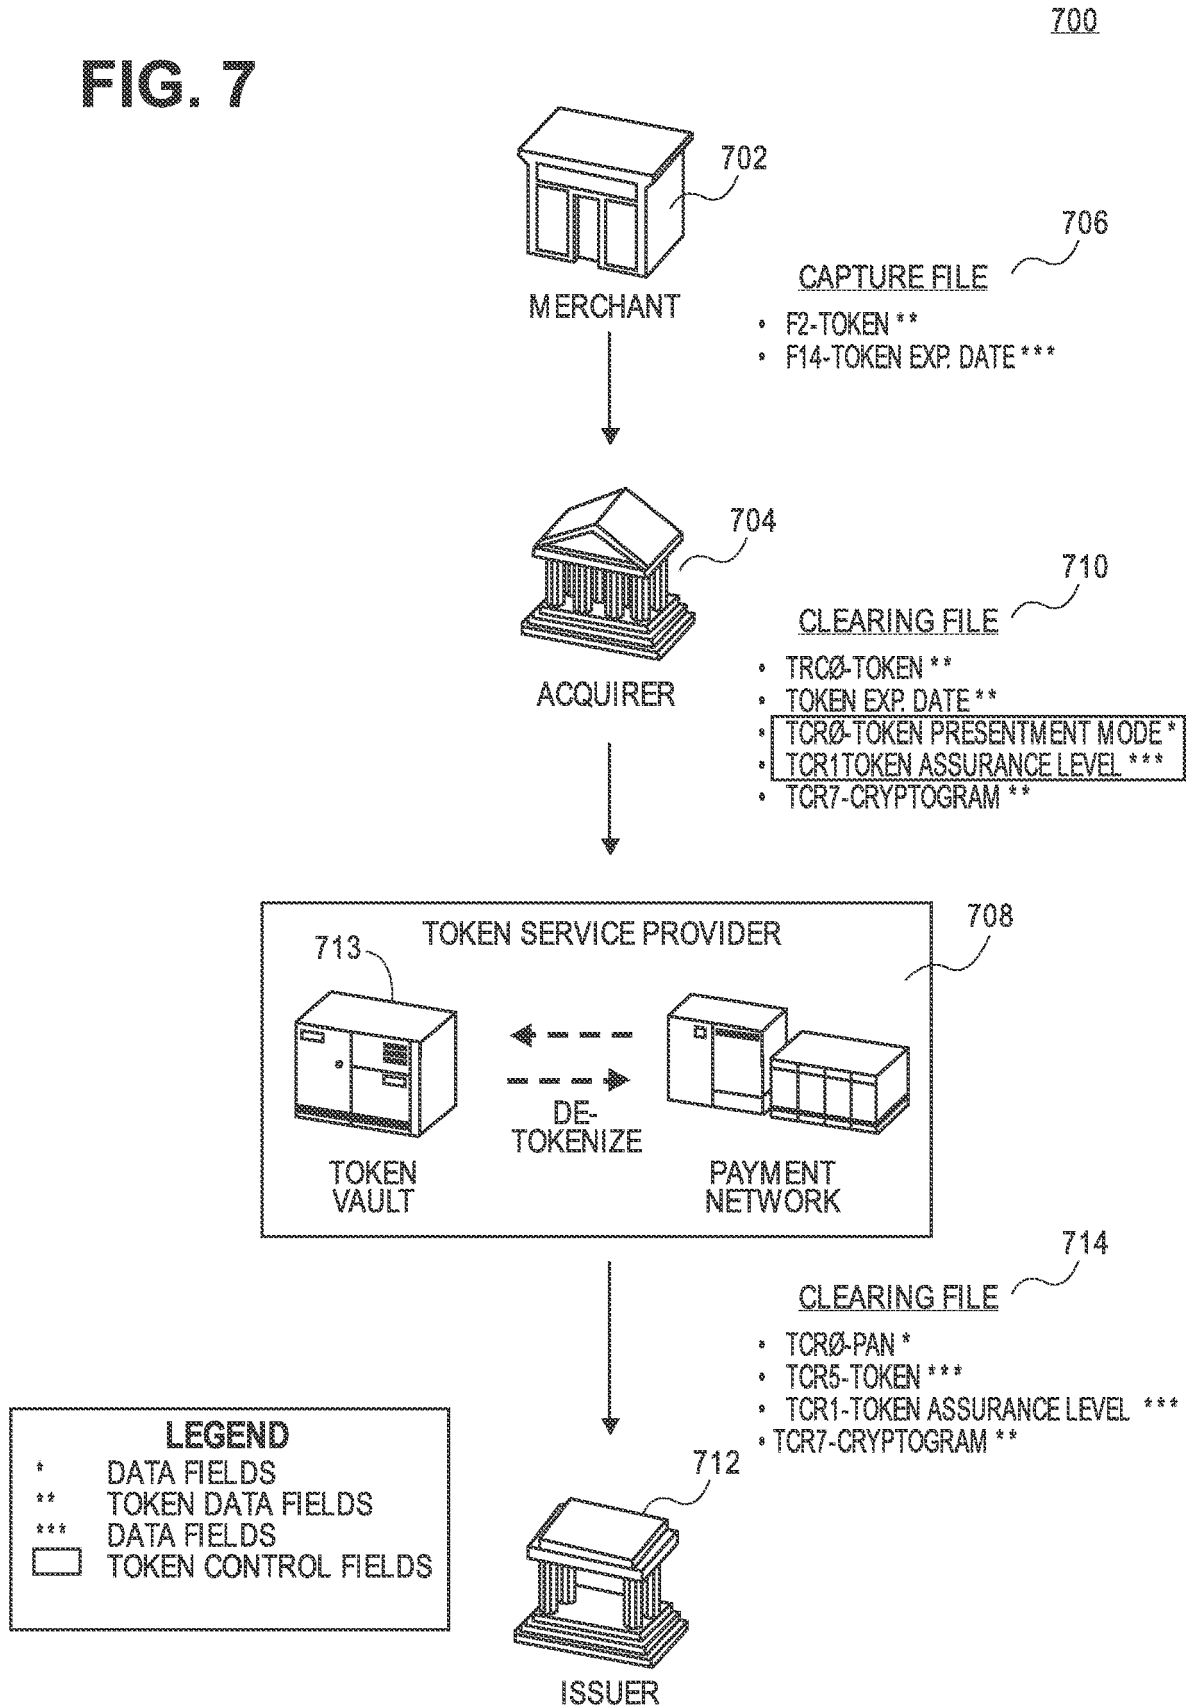 700
FIG. 7
702
706
CAPTURE FILE
MERCHANT
• F2-TOKEN **
• F14-TOKEN EXP. DATE ***
704
710
CLEARING FILE
ACQUIRER
• TRCØ-TOKEN **
• TOKEN EXP. DATE **
• TCRØ-TOKEN PRESENTMENT MODE *
• TCR1TOKEN ASSURANCE LEVEL ***
• TCR7-CRYPTOGRAM **
708
TOKEN SERVICE PROVIDER
713
DE-
TOKENIZE
TOKEN
VAULT
PAYMENT
NETWORK
714
CLEARING FILE
• TCRØ-PAN *
• TCR5-TOKEN ***
• TCR1-TOKEN ASSURANCE LEVEL ***
• TCR7-CRYPTOGRAM **
LEGEND
* DATA FIELDS
** TOKEN DATA FIELDS
*** DATA FIELDS
TOKEN CONTROL FIELDS
712
ISSUER